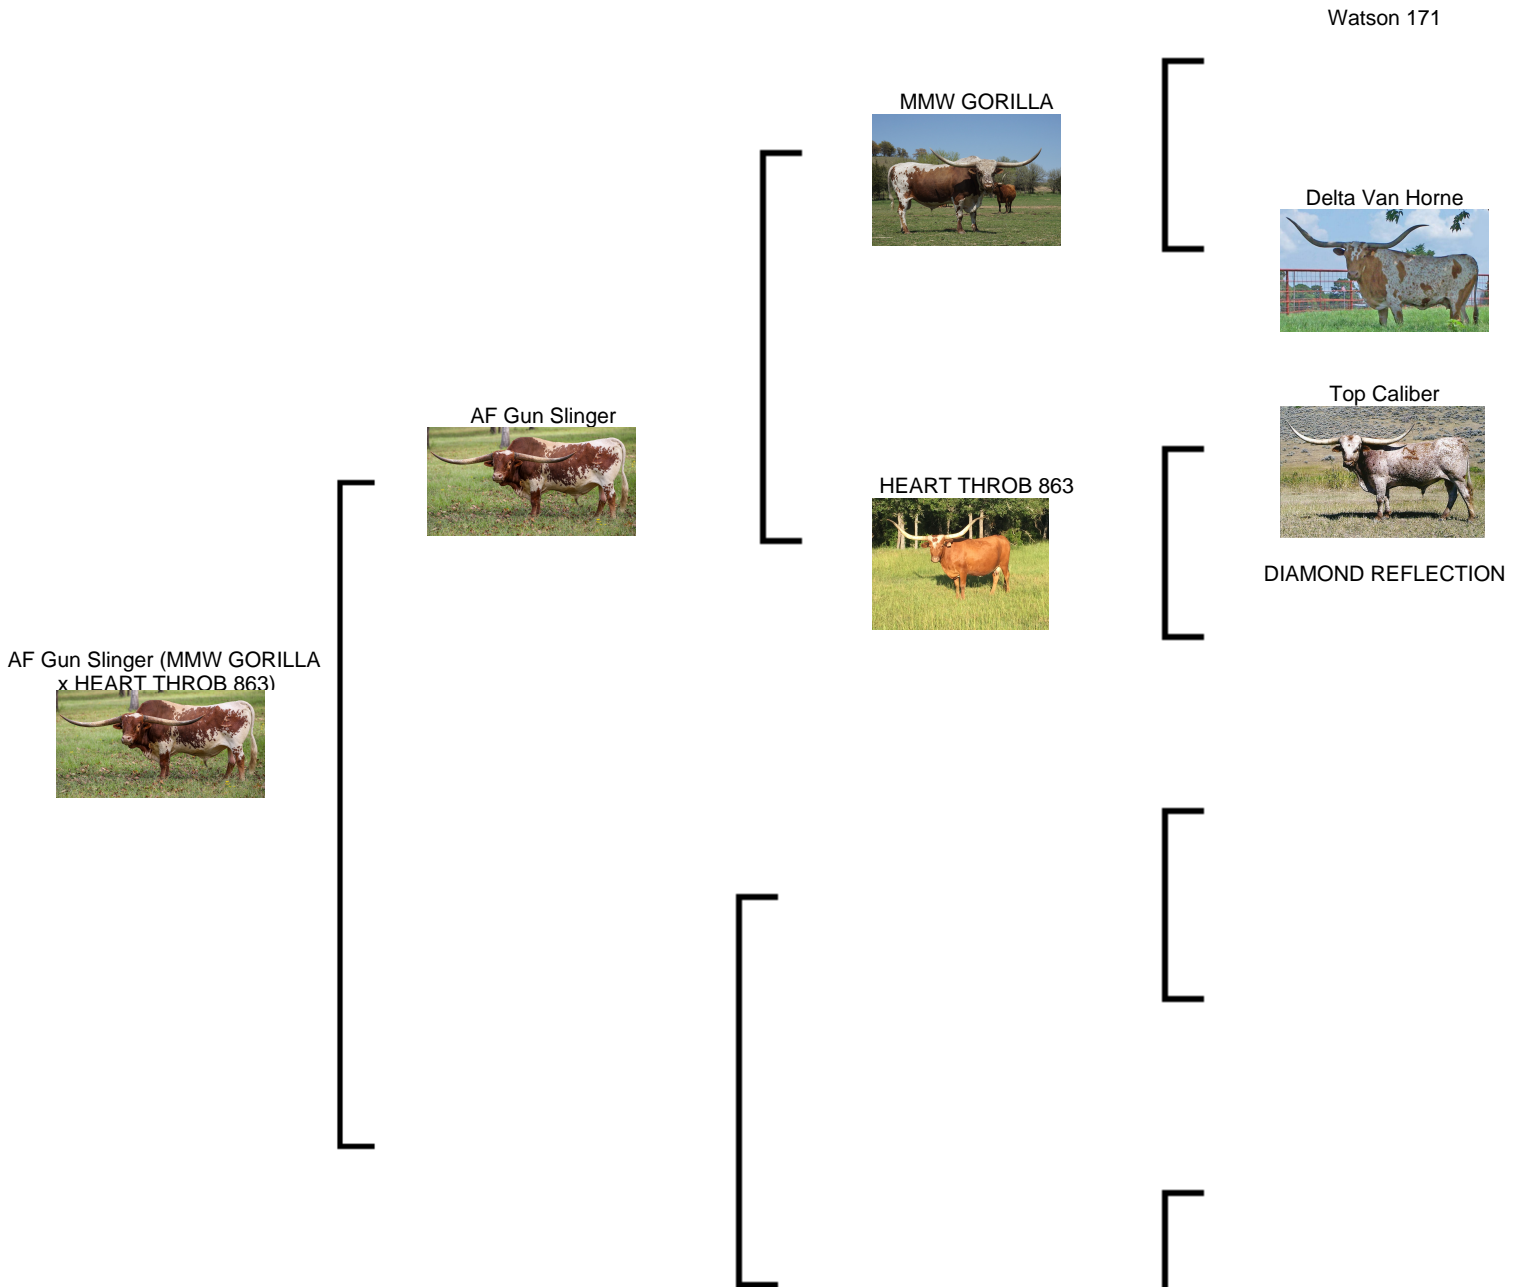 Watson 171
MMW GORILLA
Delta Van Horne
Top Caliber
AF Gun Slinger
HEART THROB 863
DIAMOND REFLECTION
AF Gun Slinger (MMW GORILLA
x HEART THROB 863)